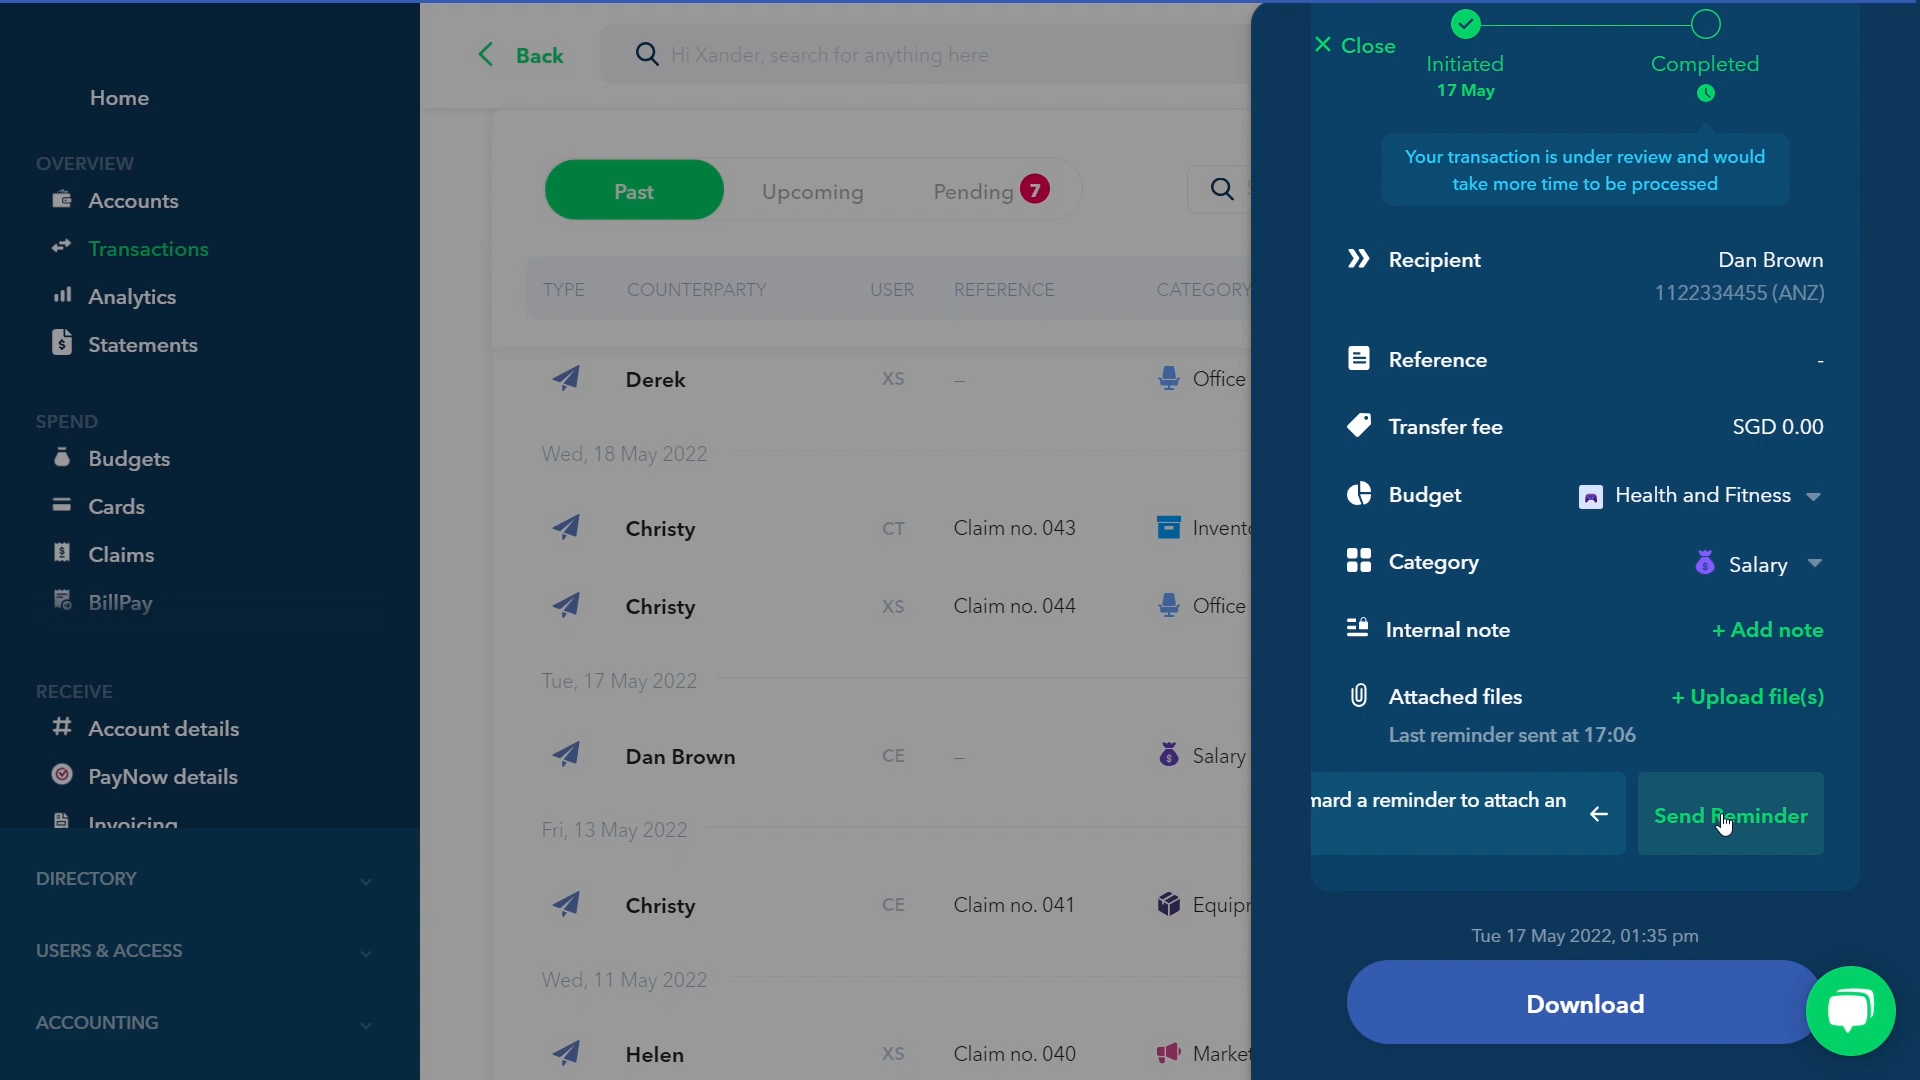 Home
OVERVIEW
Accounts
Transactions
Analytics
Statements
SPEND
Budgets
Cards
Claims
BillPay
RECEIVE
Account details
PayNow details
Invoicing
DIRECTORY
USERS & ACCESS
ACCOUNTING
Back
Hi Xander, search for anything here
Past
Upcoming
Pending 7
TYPE COUNTERPARTY USER REFERENCE CATEGORY
Derek XS – Office
Wed, 18 May 2022
Christy CT Claim no. 043
Christy XS Claim no. 044 Office
Tue, 17 May 2022
Dan Brown CE – Salary
Fri, 13 May 2022
Christy CE Claim no. 041
Wed, 11 May 2022
Helen XS Claim no. 040
Close
Initiated
17 May
Completed
Your transaction is under review and would
take more time to be processed
Recipient Dan Brown
1122334455 (ANZ)
Reference -
Transfer fee SGD 0.00
Budget Health and Fitness
Category Salary
Internal note + Add note
Attached files + Upload file(s)
Last reminder sent at 17:06
a reminder to attach an
Send Reminder
Tue 17 May 2022, 01:35 pm
Download